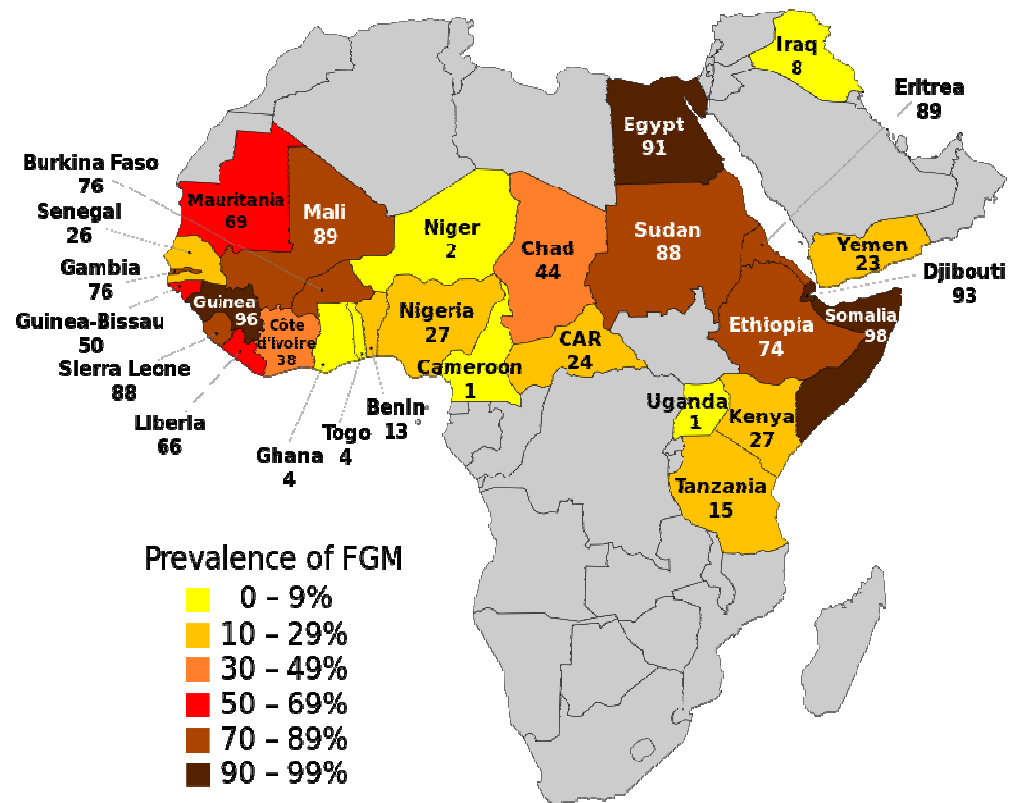 Iraq
8
Eritrea
89
Egypt
91
Burkina Faso
76
Mauritania
69
Mali
89
Senegal
26
Niger
2
Chad
44
Sudan
88
Yemen
23
Gambia
76
Djibouti
93
Guinea
96
Guinea-Bissau
50
Nigeria
27
Somalia
98
Côte
d'Ivoire
38
Ethiopia
74
CAR
24
Sierra Leone
88
Cameroon
1
Uganda
1
Kenya
27
Liberia
66
Benin
13
Togo
4
Ghana
4
Tanzania
15
Prevalence of FGM
0 – 9%
10 – 29%
30 – 49%
50 – 69%
70 – 89%
90 – 99%